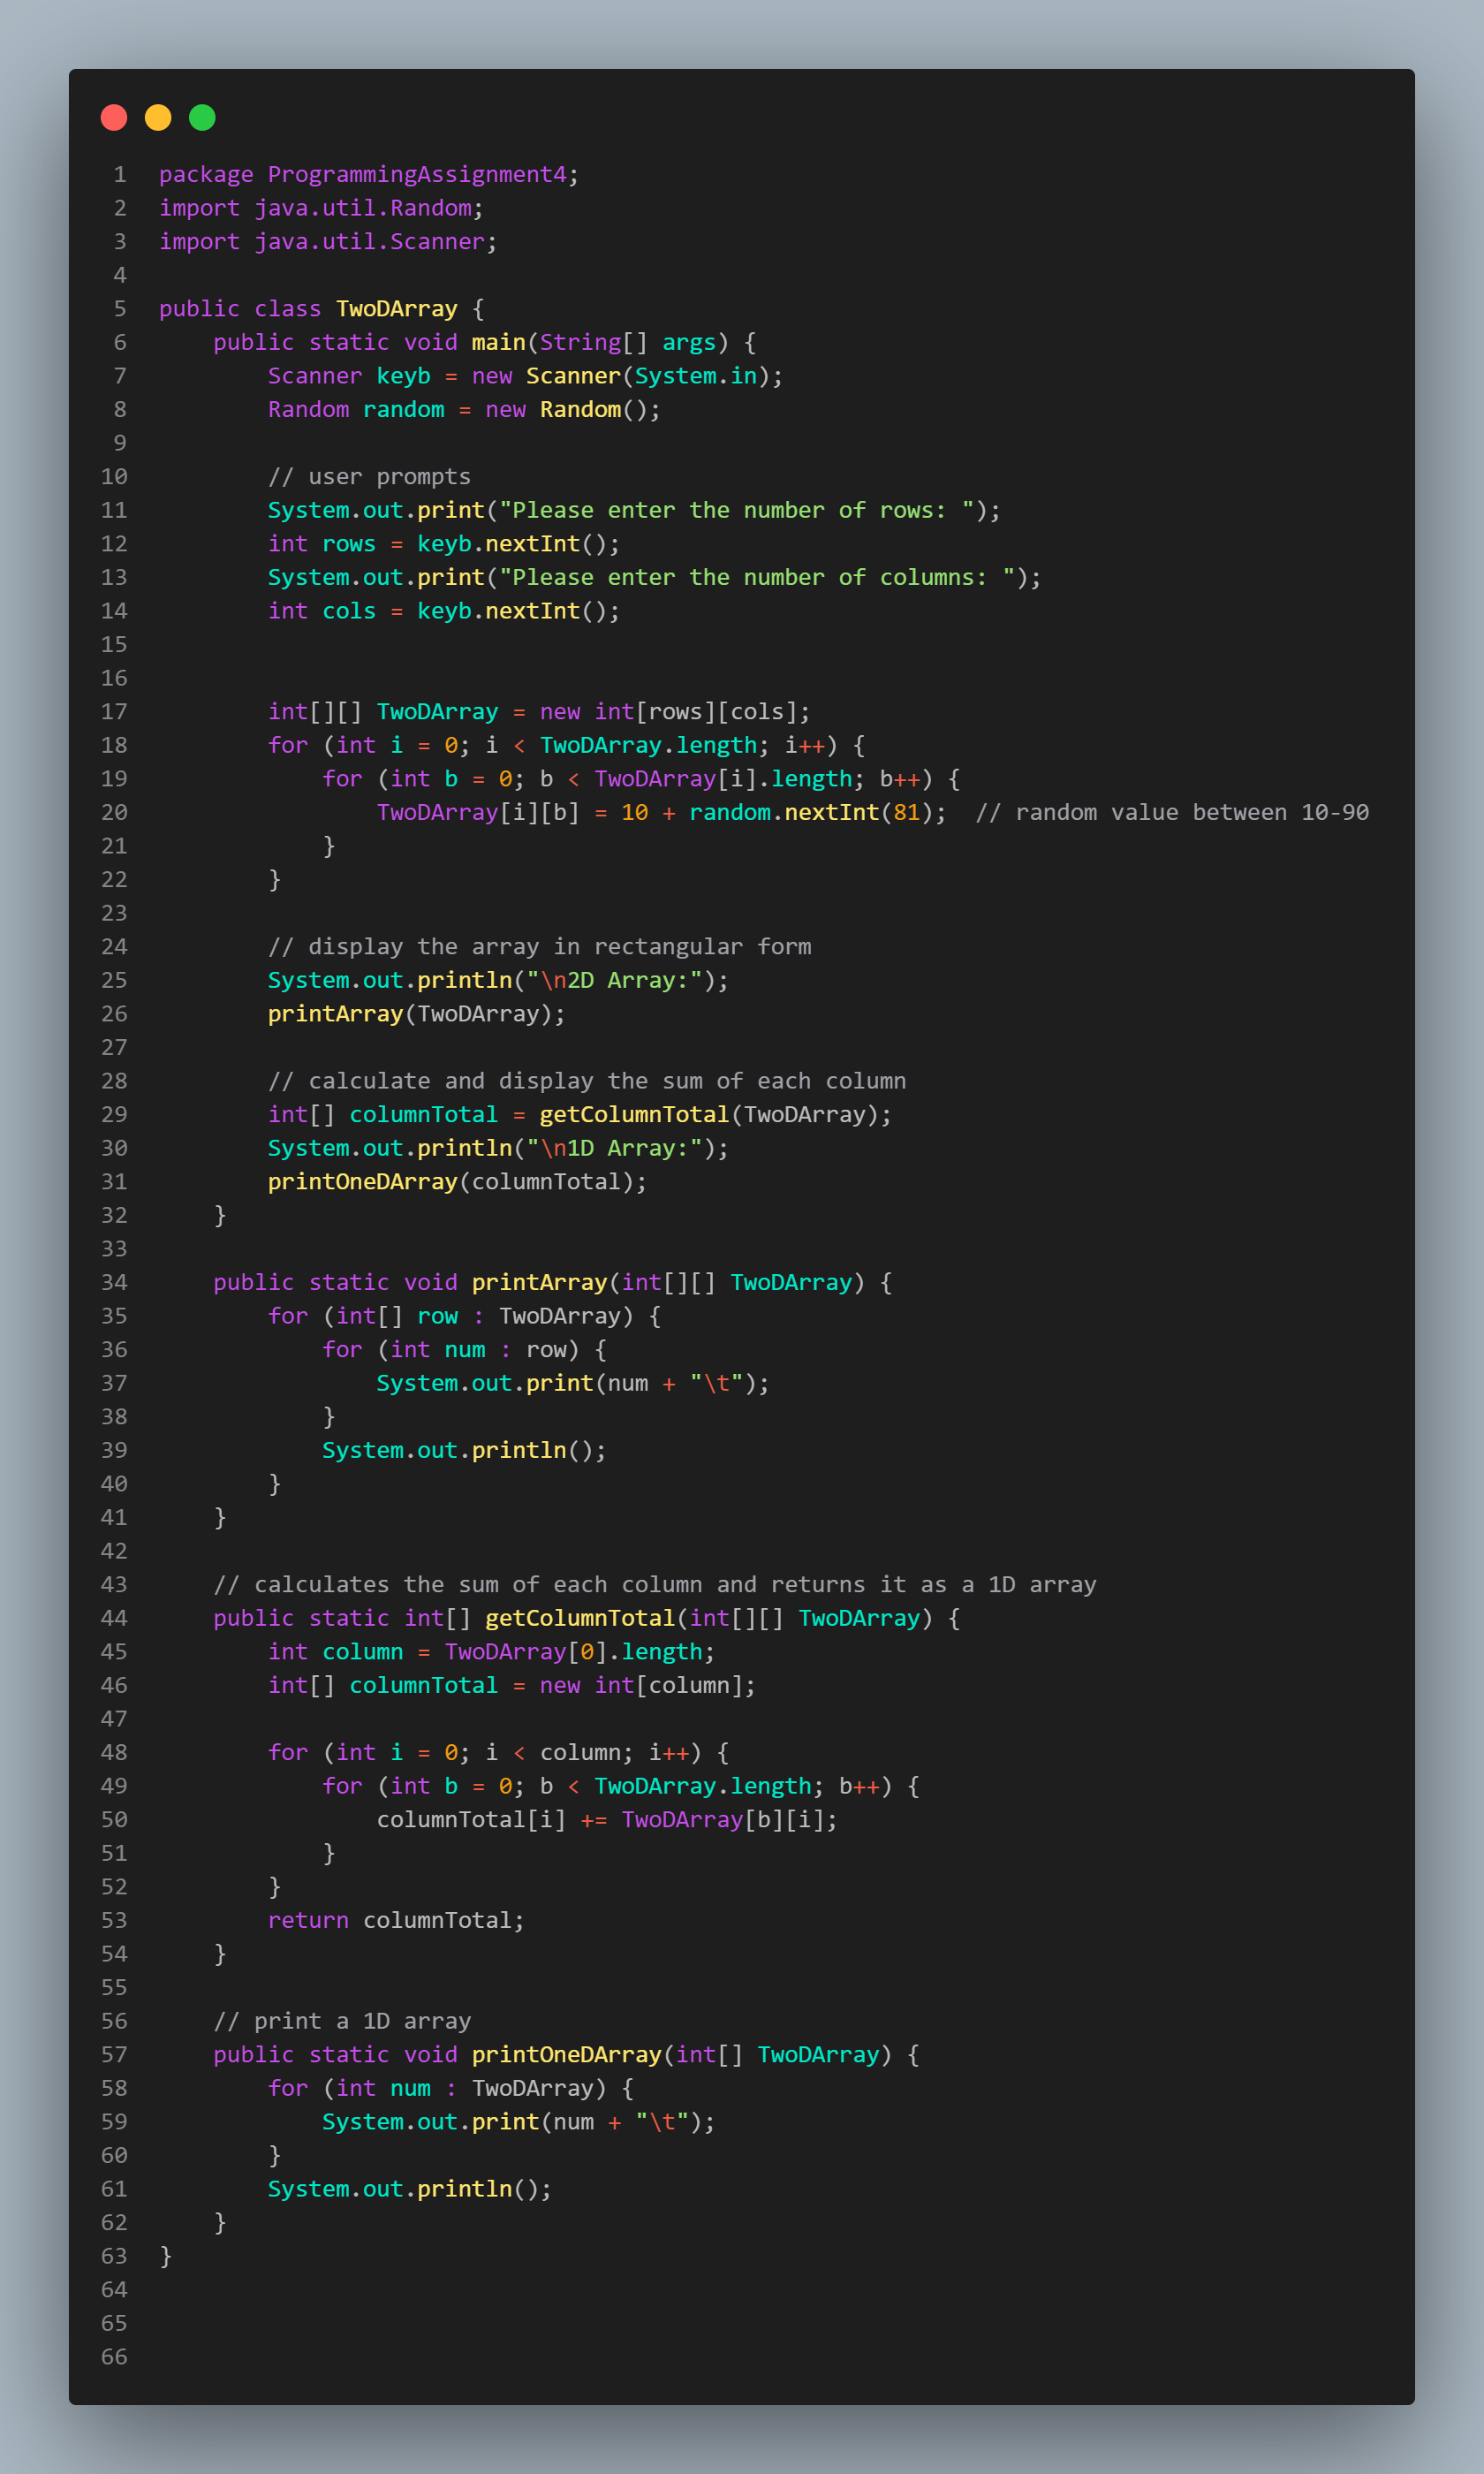 1 package ProgrammingAssignment4;
2 import java.util.Random;
3 import java.util.Scanner;
4
5 public class TwoDArray {
6     public static void main(String[] args) {
7         Scanner keyb = new Scanner(System.in);
8         Random random = new Random();
9
10         // user prompts
11         System.out.print("Please enter the number of rows: ");
12         int rows = keyb.nextInt();
13         System.out.print("Please enter the number of columns: ");
14         int cols = keyb.nextInt();
15
16
17         int[][] TwoDArray = new int[rows][cols];
18         for (int i = 0; i < TwoDArray.length; i++) {
19             for (int b = 0; b < TwoDArray[i].length; b++) {
20                 TwoDArray[i][b] = 10 + random.nextInt(81);  // random value between 10-90
21             }
22         }
23
24         // display the array in rectangular form
25         System.out.println("\n2D Array:");
26         printArray(TwoDArray);
27
28         // calculate and display the sum of each column
29         int[] columnTotal = getColumnTotal(TwoDArray);
30         System.out.println("\n1D Array:");
31         printOneDArray(columnTotal);
32     }
33
34     public static void printArray(int[][] TwoDArray) {
35         for (int[] row : TwoDArray) {
36             for (int num : row) {
37                 System.out.print(num + "\t");
38             }
39             System.out.println();
40         }
41     }
42
43     // calculates the sum of each column and returns it as a 1D array
44     public static int[] getColumnTotal(int[][] TwoDArray) {
45         int column = TwoDArray[0].length;
46         int[] columnTotal = new int[column];
47
48         for (int i = 0; i < column; i++) {
49             for (int b = 0; b < TwoDArray.length; b++) {
50                 columnTotal[i] += TwoDArray[b][i];
51             }
52         }
53         return columnTotal;
54     }
55
56     // print a 1D array
57     public static void printOneDArray(int[] TwoDArray) {
58         for (int num : TwoDArray) {
59             System.out.print(num + "\t");
60         }
61         System.out.println();
62     }
63 }
64
65
66